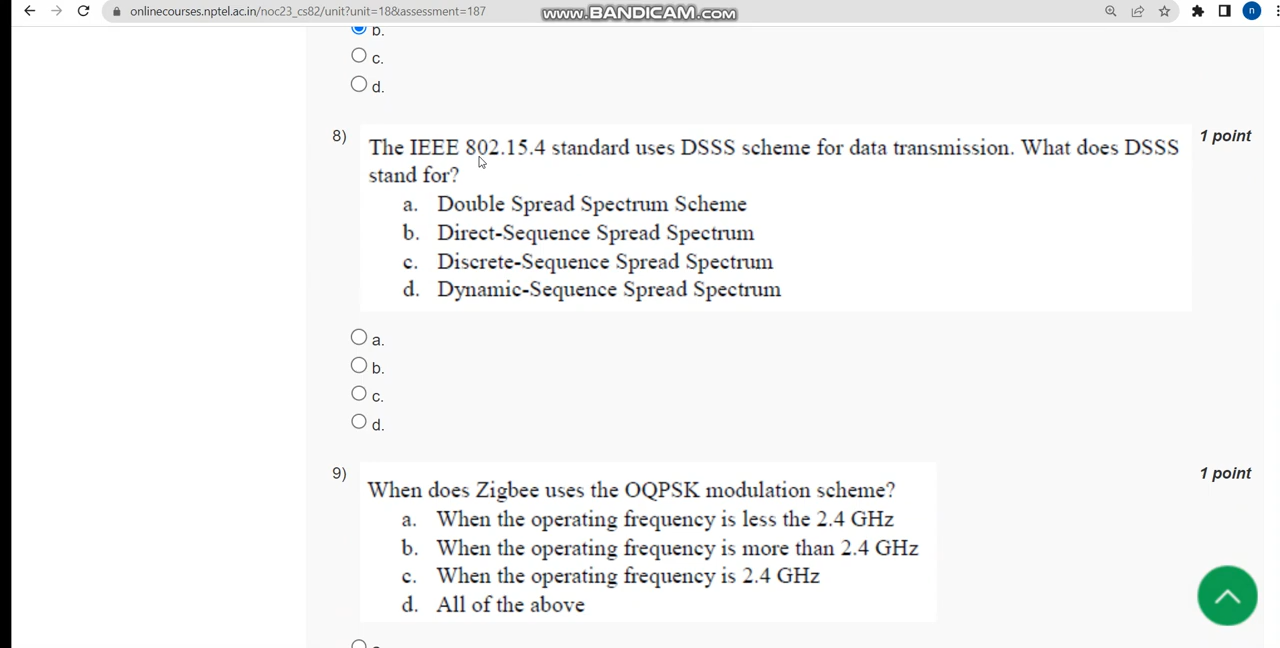 onlinecourses.nptel.ac.in/noc23_cs82/unit?unit=18&assessment=187
www.BANDICAM.com
n
b.
c.
d.
8)
The IEEE 802.15.4 standard uses DSSS scheme for data transmission. What does DSSS
stand for?
1 point
a. Double Spread Spectrum Scheme
b. Direct-Sequence Spread Spectrum
c. Discrete-Sequence Spread Spectrum
d. Dynamic-Sequence Spread Spectrum
a.
b.
c.
d.
9)
When does Zigbee uses the OQPSK modulation scheme?
1 point
a. When the operating frequency is less the 2.4 GHz
b. When the operating frequency is more than 2.4 GHz
c. When the operating frequency is 2.4 GHz
d. All of the above